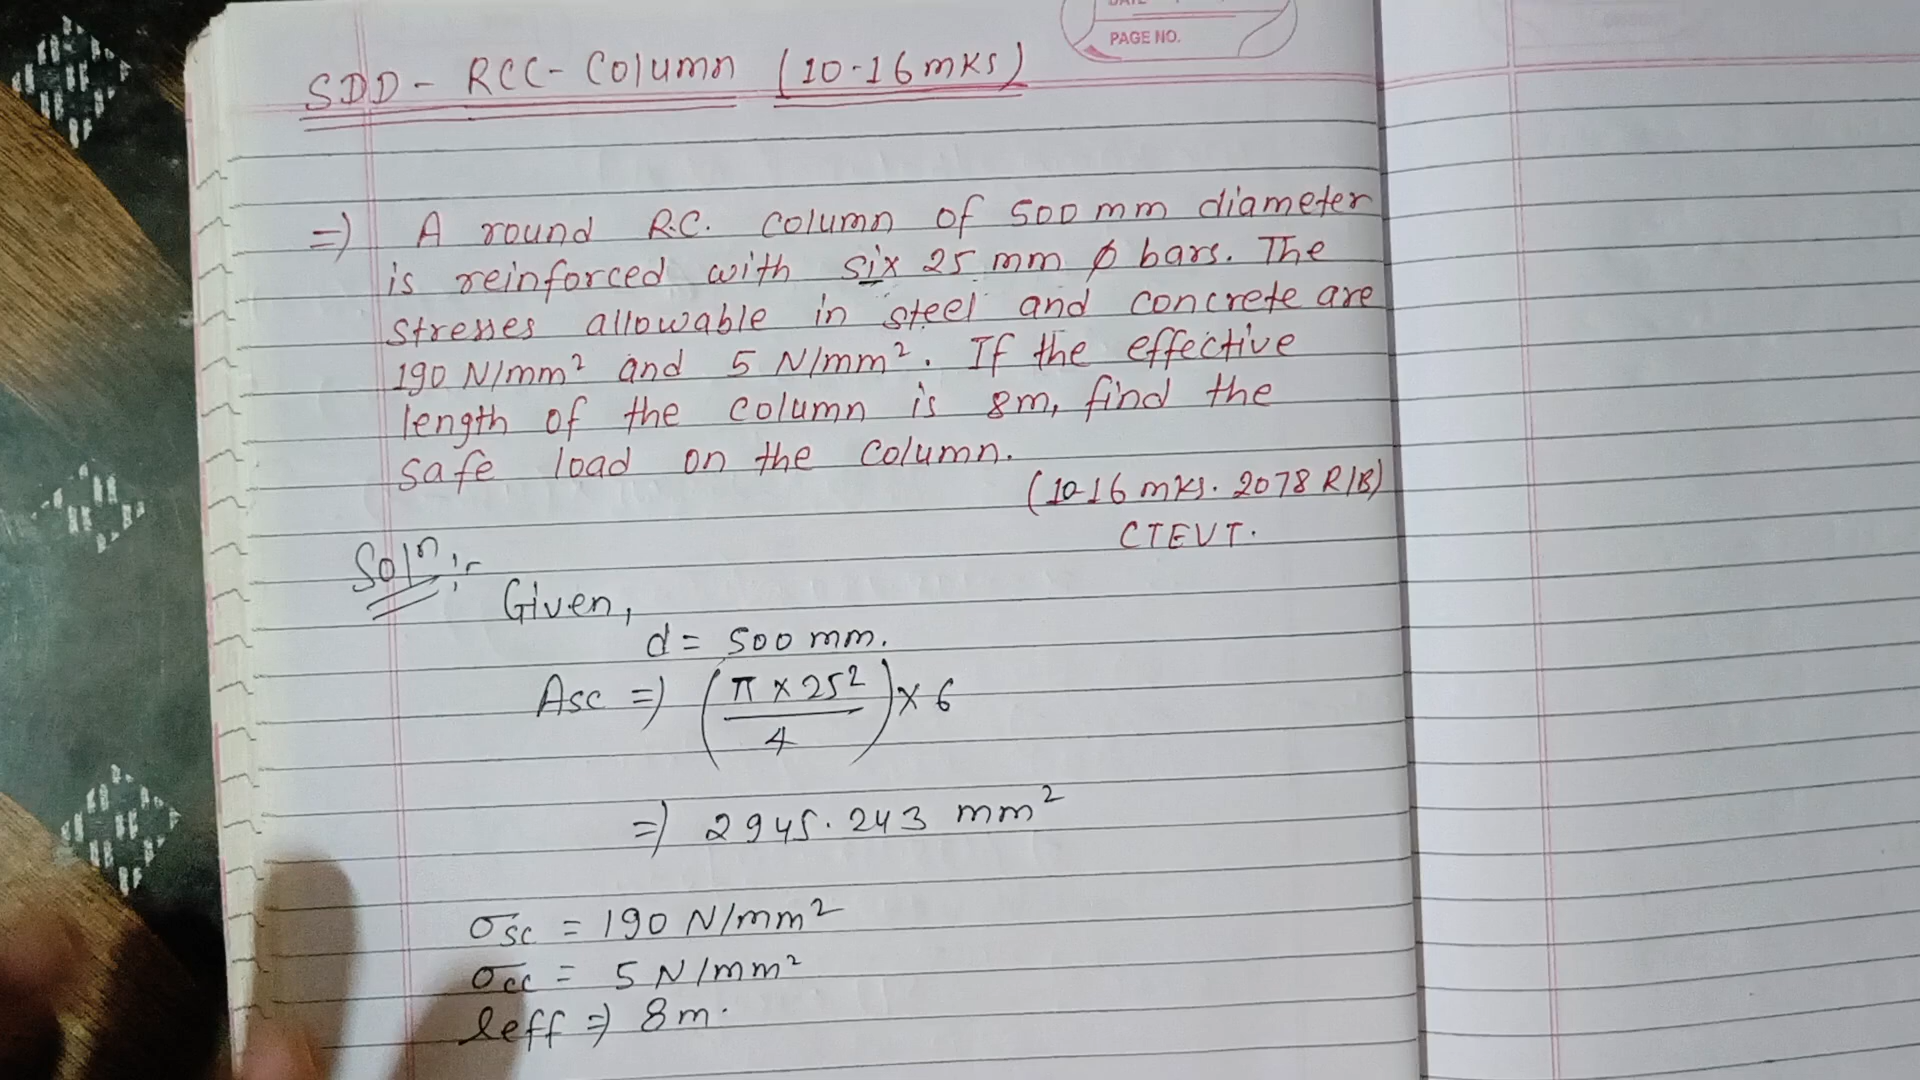 PAGE NO.
SDD - RCC - Column (10-16 mks)
=) A round R.C. column of 500 mm diameter
is reinforced with six 25 mm ϕ bars. The
stresses allowable in steel and concrete are
190 N/mm² and 5 N/mm². If the effective
length of the column is 8m, find the
safe load on the column.
(10-16 mks. 2078 R/B)
CTEVT.
Solⁿ:-
Given,
d = 500 mm.
Asc => (π × 25² / 4) × 6
=> 2945.243 mm²
σsc = 190 N/mm²
σcc = 5 N/mm²
leff => 8m.